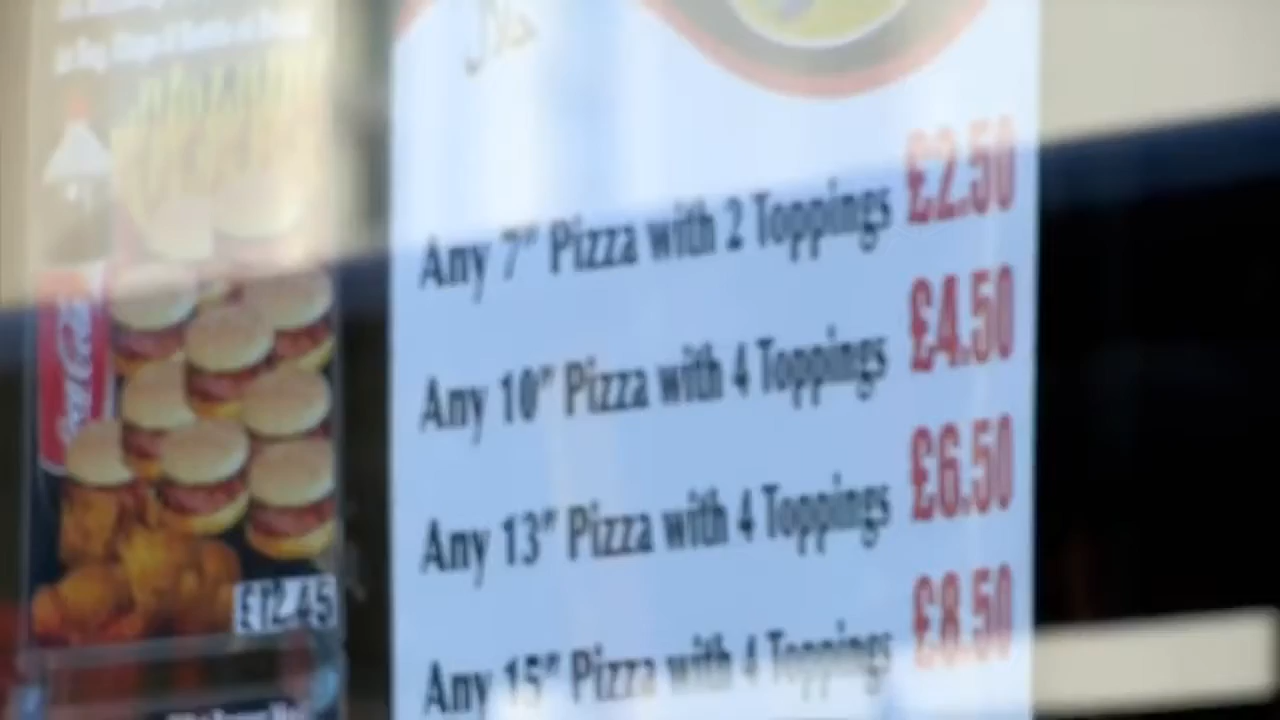 Any 7" Pizza with 2 Toppings £2.50
Any 10" Pizza with 4 Toppings £4.50
Any 13" Pizza with 4 Toppings £6.50
Any 15" Pizza with 4 Toppings £8.50
£12.45